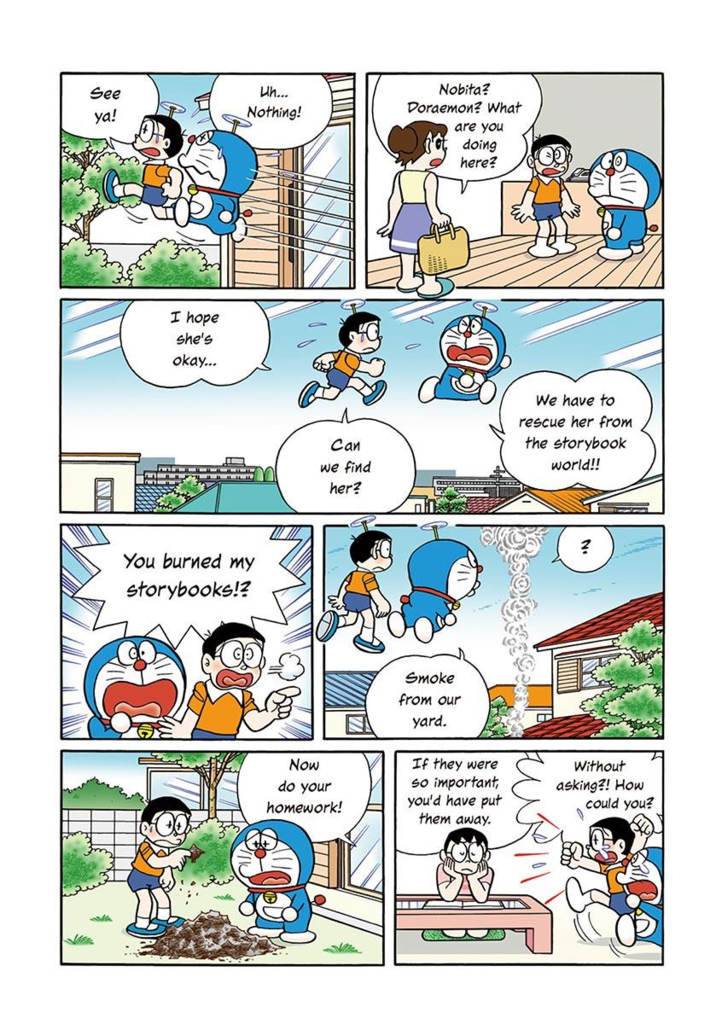 Nobita?
Doraemon? What
are you
doing
here?
Uh...
Nothing!
See
ya!
We have to
rescue her from
the storybook
world!!
Can
we find
her?
I hope
she's
okay...
?
Smoke
from our
yard.
You burned my
storybooks!?
Without
asking?! How
could you?
If they were
so important,
you'd have put
them away.
Now
do your
homework!